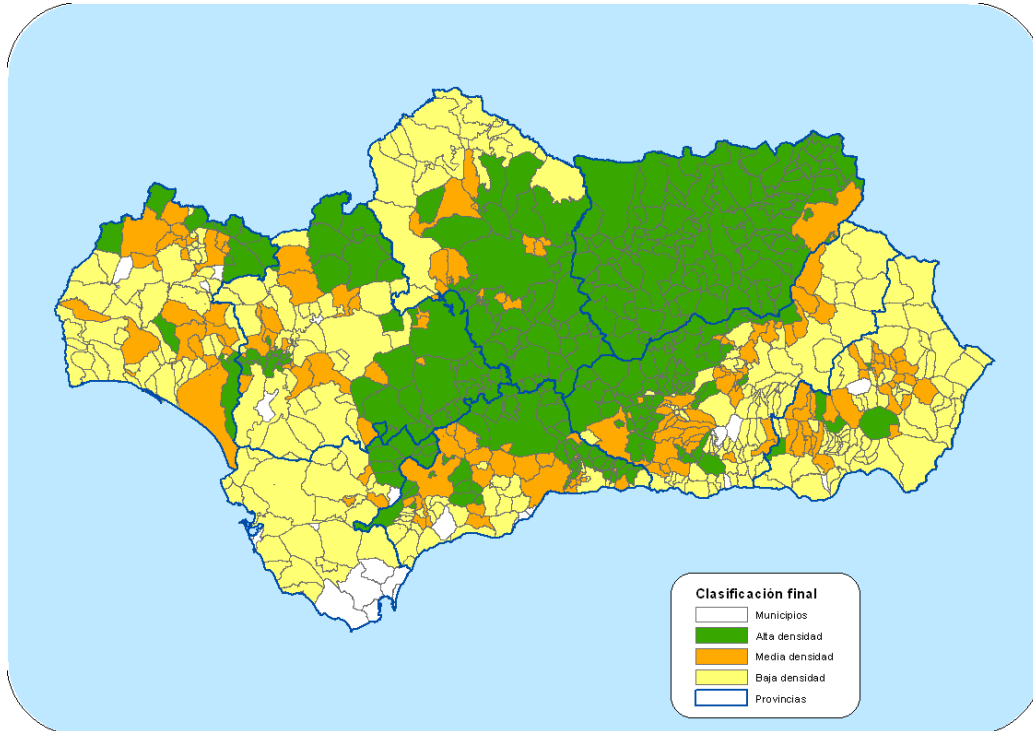 Clasificación final
Municipios
Alta densidad
Media densidad
Baja densidad
Provincias